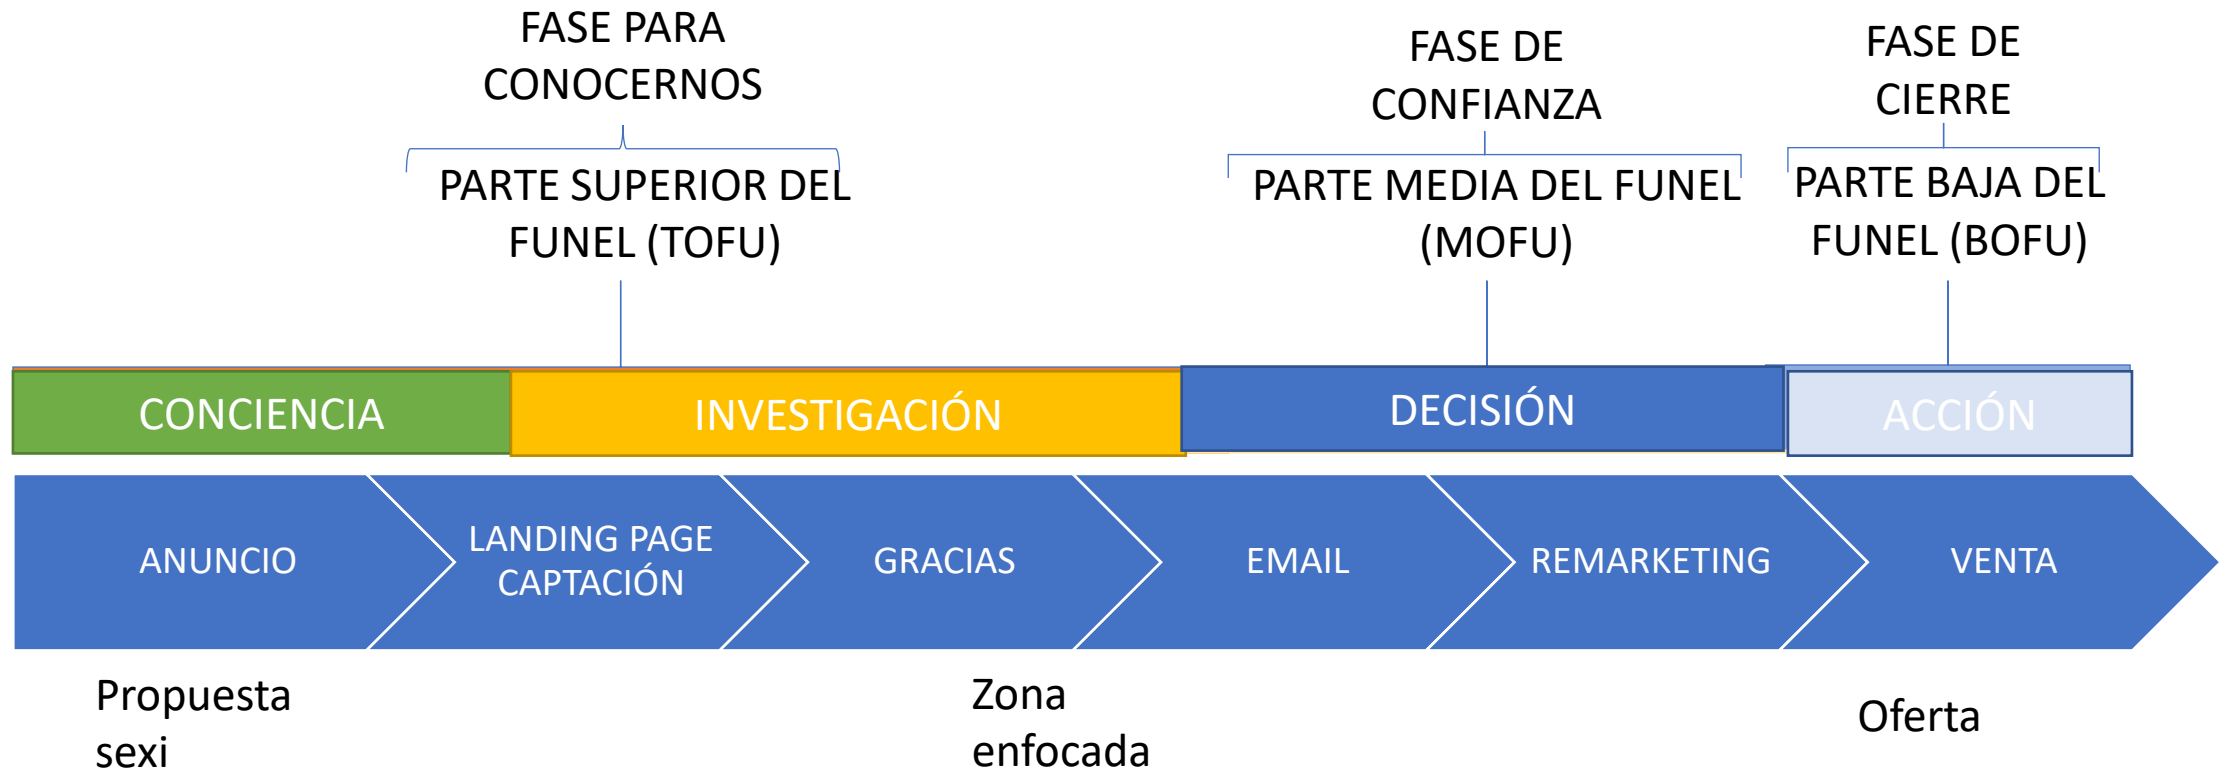 FASE PARA
CONOCERNOS
PARTE SUPERIOR DEL
FUNEL (TOFU)
FASE DE
CONFIANZA
PARTE MEDIA DEL FUNEL
(MOFU)
FASE DE
CIERRE
PARTE BAJA DEL
FUNEL (BOFU)
CONCIENCIA
INVESTIGACIÓN
DECISIÓN
ACCIÓN
ANUNCIO
LANDING PAGE
CAPTACIÓN
GRACIAS
EMAIL
REMARKETING
VENTA
Propuesta
sexi
Zona
enfocada
Oferta